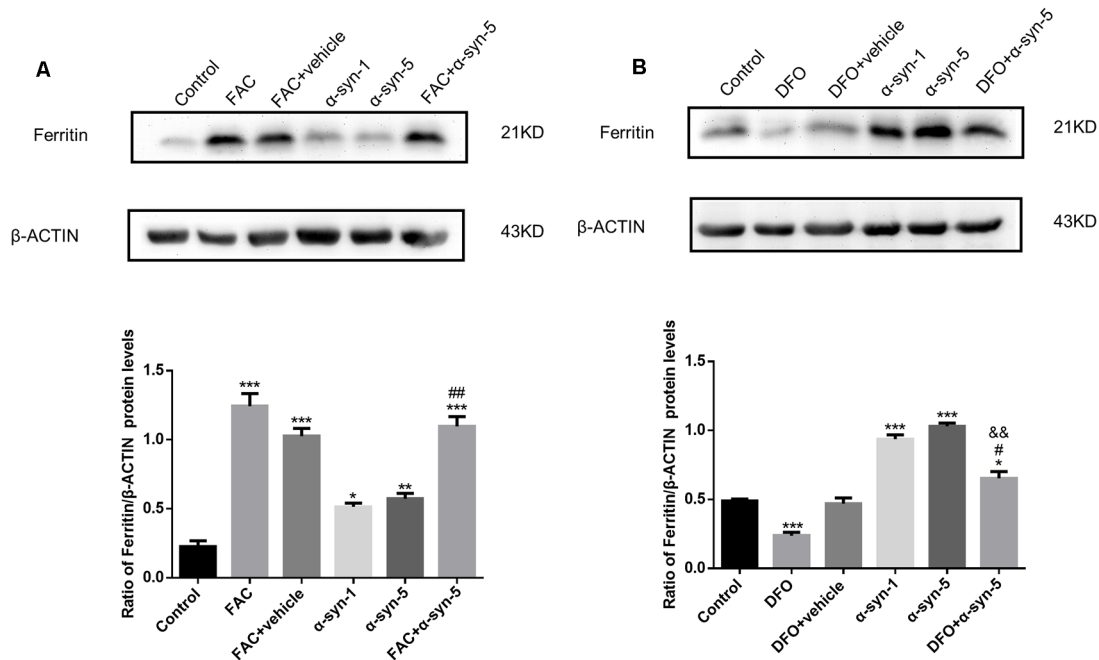 A
Control
FAC
FAC+vehicle
α-syn-1
α-syn-5
FAC+α-syn-5
Ferritin
21KD
β-ACTIN
43KD
Ratio of Ferritin/β-ACTIN protein levels
1.5
1.0
0.5
0.0
***
***
*
**
##
***
Control
FAC
FAC+vehicle
α-syn-1
α-syn-5
FAC+α-syn-5
B
Control
DFO
DFO+vehicle
α-syn-1
α-syn-5
DFO+α-syn-5
Ferritin
21KD
β-ACTIN
43KD
Ratio of Ferritin/β-ACTIN protein levels
1.5
1.0
0.5
0.0
***
***
***
&&
#
*
Control
DFO
DFO+vehicle
α-syn-1
α-syn-5
DFO+α-syn-5